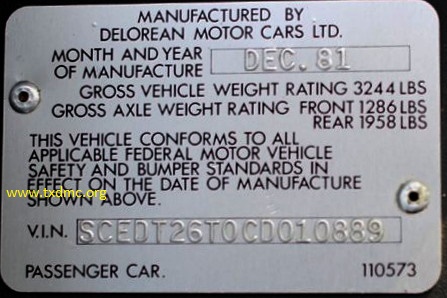 MANUFACTURED BY
DELOREAN MOTOR CARS LTD.
MONTH AND YEAR
OF MANUFACTURE DEC. 81
GROSS VEHICLE WEIGHT RATING 3244 LBS
GROSS AXLE WEIGHT RATING FRONT 1286 LBS
REAR 1958 LBS
THIS VEHICLE CONFORMS TO ALL
APPLICABLE FEDERAL MOTOR VEHICLE
SAFETY AND BUMPER STANDARDS IN
EFFECT ON THE DATE OF MANUFACTURE
SHOWN ABOVE.
www.txdmc.org
V.I.N. SCEDT26T0CD010889
PASSENGER CAR. 110573